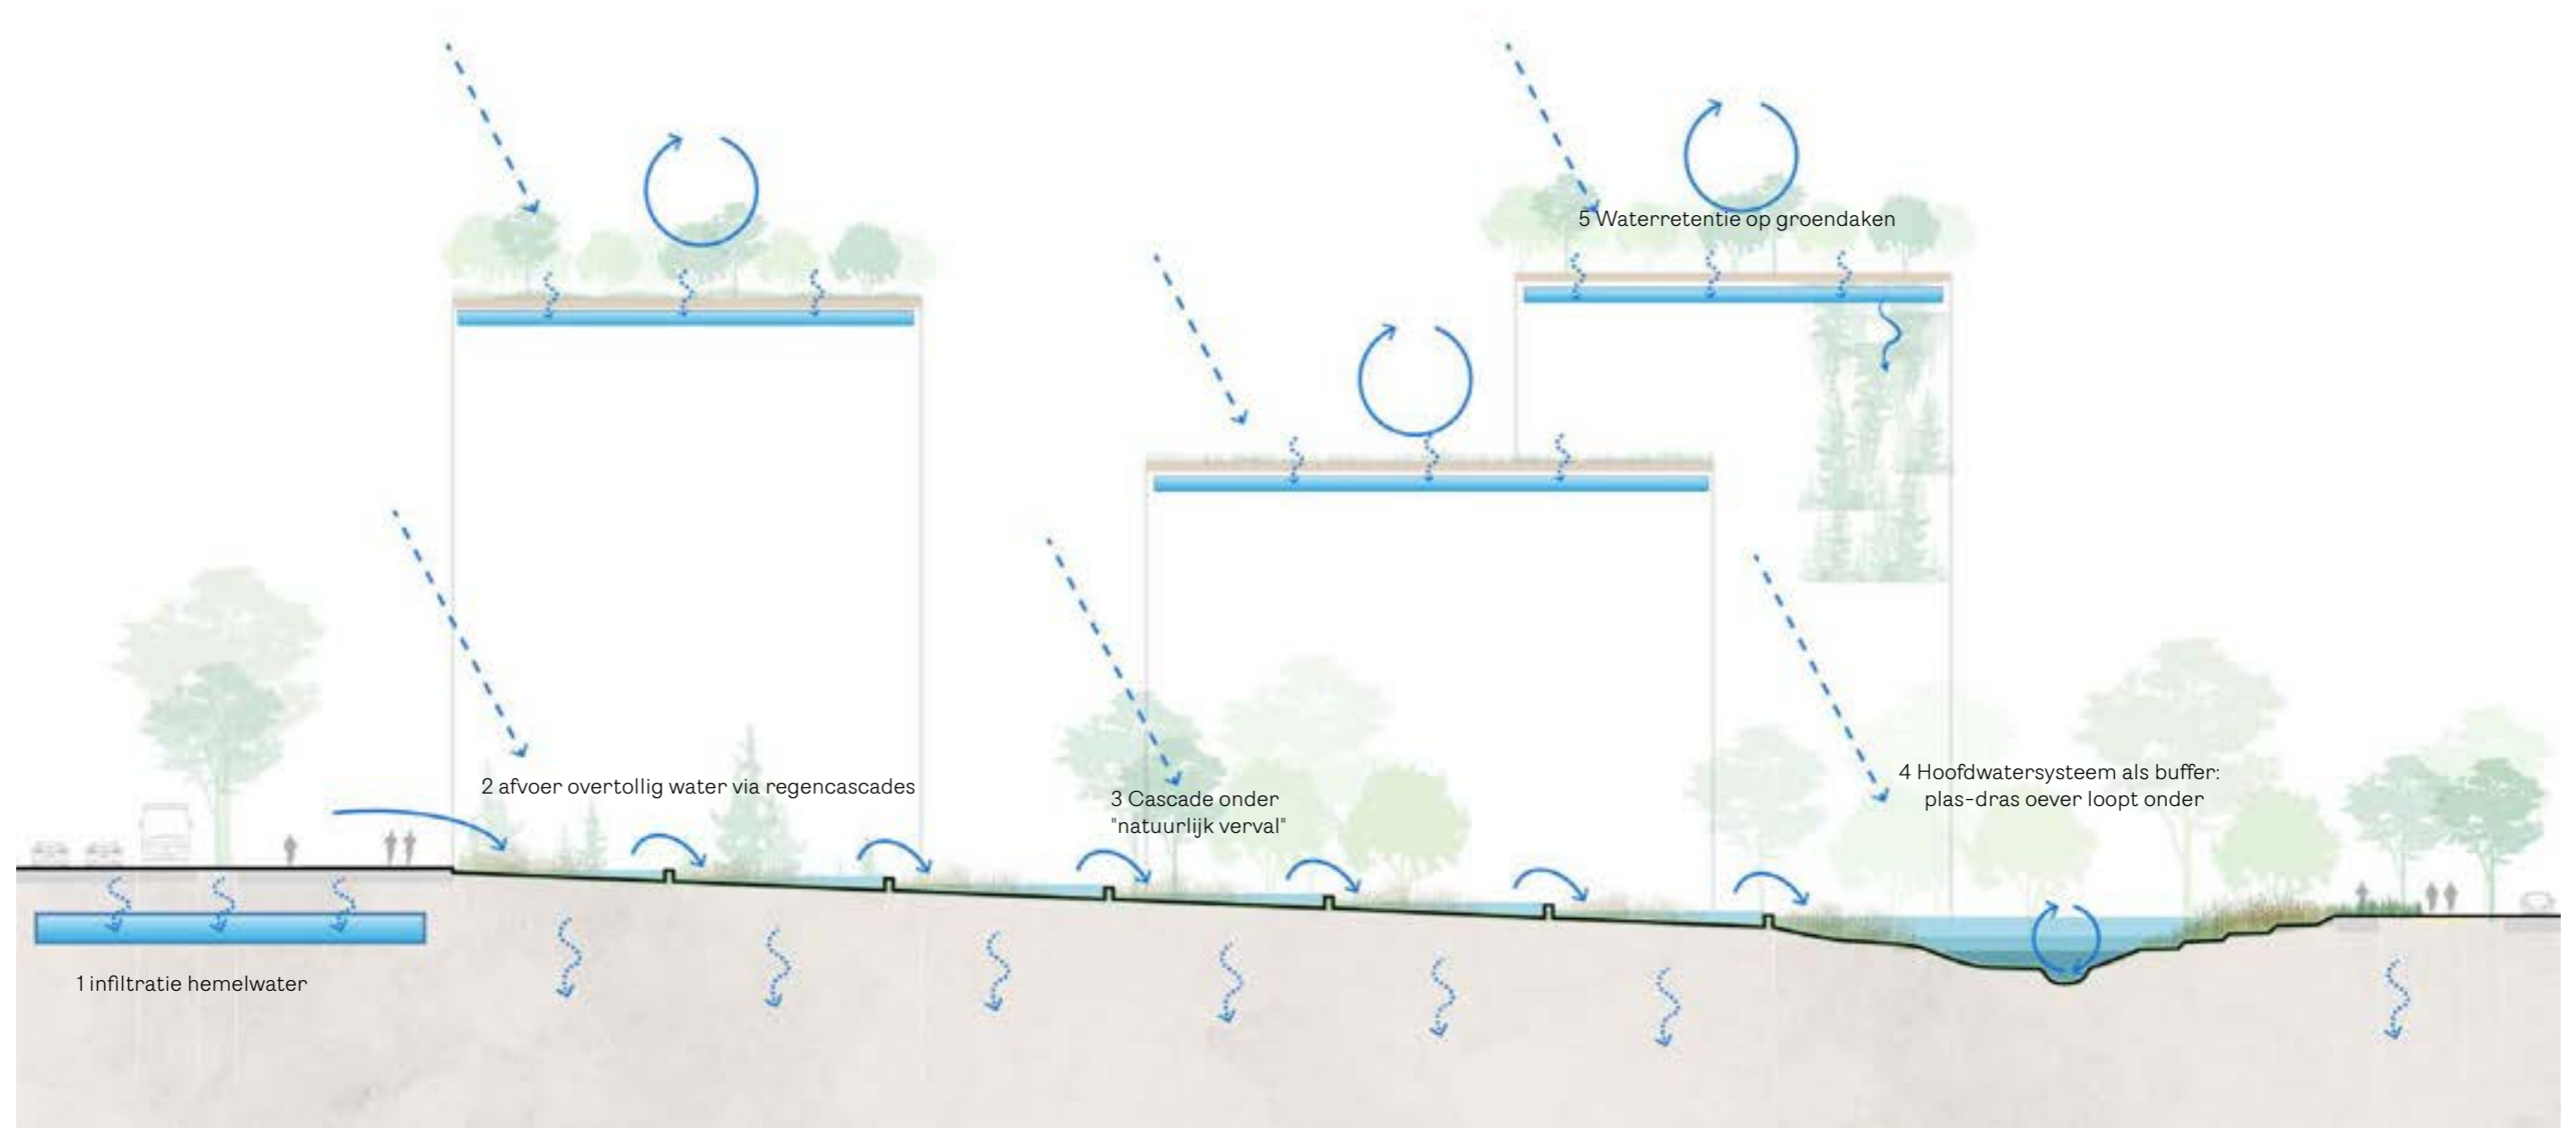 5 Waterretentie op groendaken
2 afvoer overtollig water via regencascades
3 Cascade onder
"natuurlijk verval"
4 Hoofdwatersysteem als buffer:
plas-dras oever loopt onder
1 infiltratie hemelwater